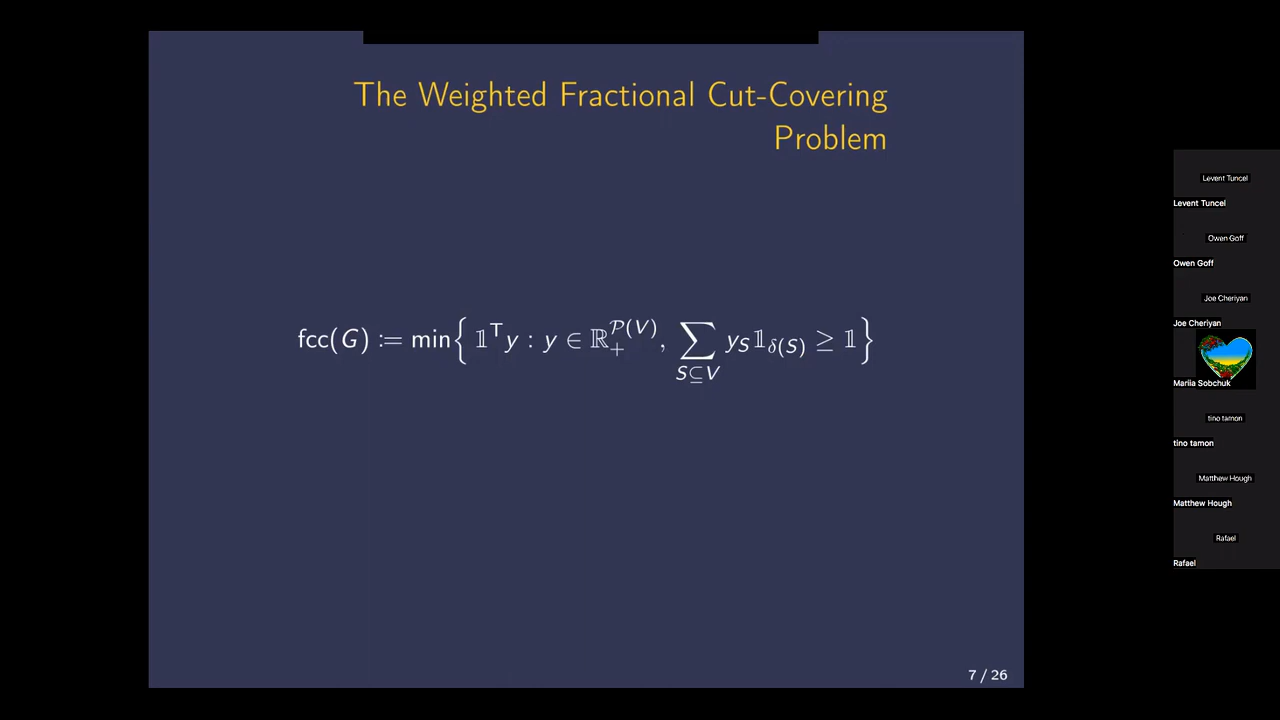 The Weighted Fractional Cut-Covering
Problem
fcc(G) := min{ 𝟙ᵀy : y ∈ ℝ₊^𝒫(V), ∑_{S⊆V} y_S 𝟙_{δ(S)} ≥ 𝟙 }
7 / 26
Levent Tuncel
Levent Tuncel
Owen Goff
Owen Goff
Joe Cheriyan
Joe Cheriyan
Mariia Sobchuk
tino tamon
tino tamon
Matthew Hough
Matthew Hough
Rafael
Rafael